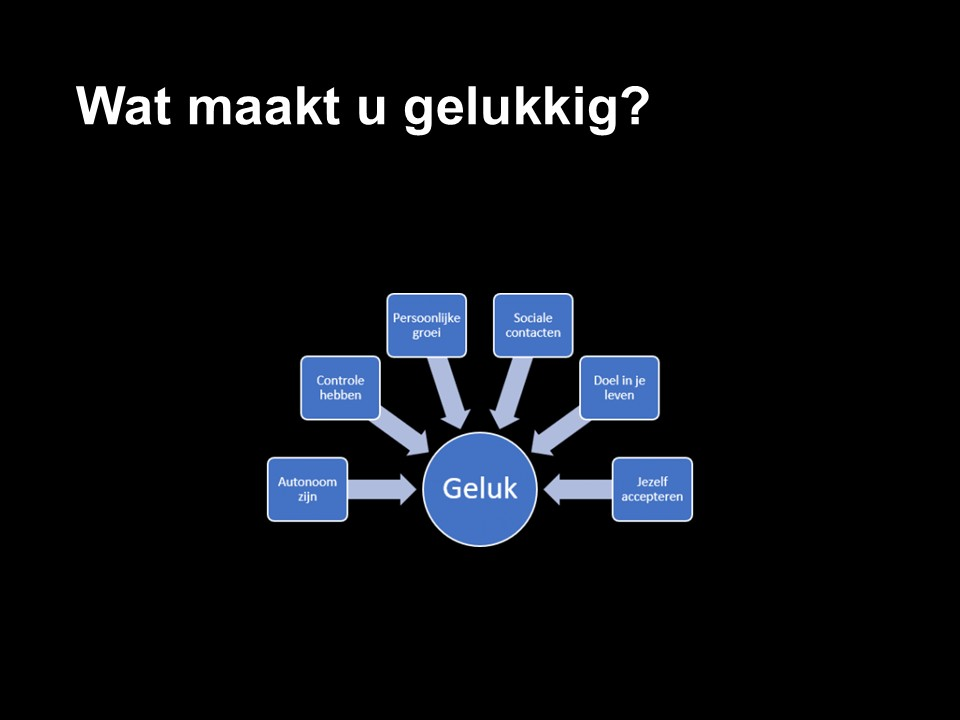 Wat maakt u gelukkig?
Persoonlijke
groei
Sociale
contacten
Controle
hebben
Doel in je
leven
Autonoom
zijn
Geluk
Jezelf
accepteren